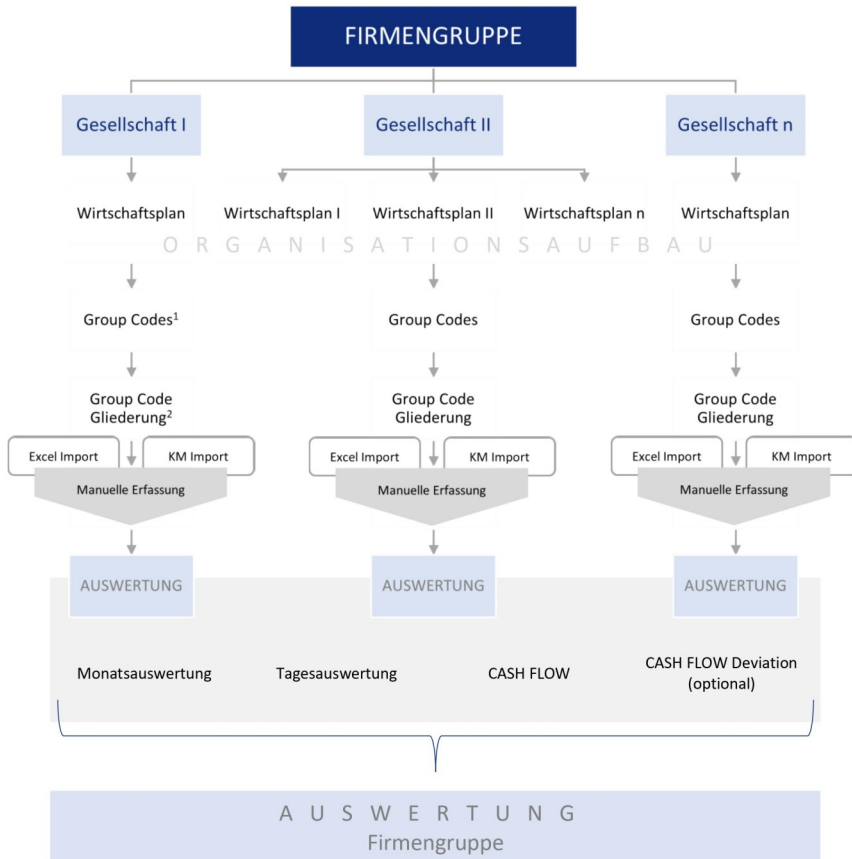 FIRMENGRUPPE
Gesellschaft I
Gesellschaft II
Gesellschaft n
Wirtschaftsplan
Wirtschaftsplan I
Wirtschaftsplan II
Wirtschaftsplan n
Wirtschaftsplan
ORGANISATIONSAUFBAU
Group Codes¹
Group Codes
Group Codes
Group Code
Gliederung²
Group Code
Gliederung
Group Code
Gliederung
Excel Import
KM Import
Excel Import
KM Import
Excel Import
KM Import
Manuelle Erfassung
Manuelle Erfassung
Manuelle Erfassung
AUSWERTUNG
AUSWERTUNG
AUSWERTUNG
Monatsauswertung
Tagesauswertung
CASH FLOW
CASH FLOW Deviation
(optional)
AUSWERTUNG
Firmengruppe